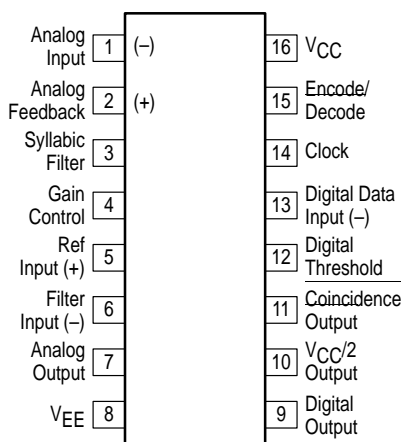 Analog
Input
1
(–)
16
VCC
Analog
Feedback
2
(+)
15
Encode/
Decode
Syllabic
Filter
3
14
Clock
Gain
Control
4
13
Digital Data
Input (–)
Ref
Input (+)
5
12
Digital
Threshold
Filter
Input (–)
6
11
Coincidence
Output
Analog
Output
7
10
VCC/2
Output
VEE
8
9
Digital
Output